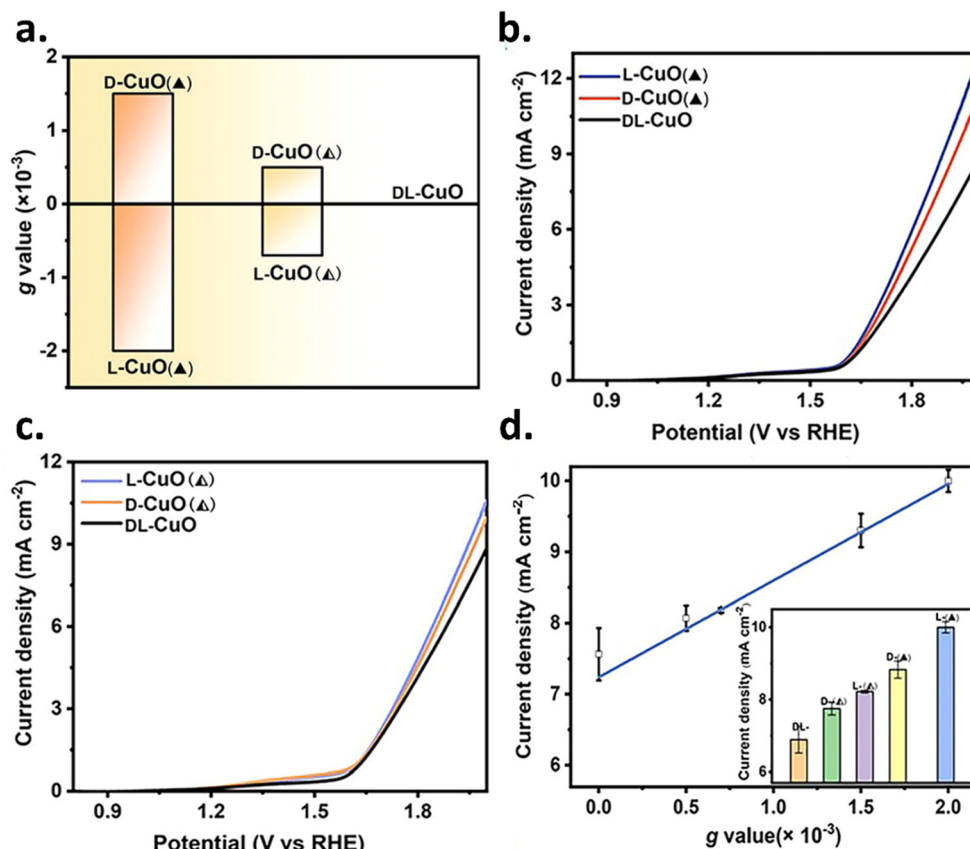 a.
2
1
0
-1
-2
g value (×10⁻³)
D-CuO(▲)
L-CuO(▲)
D-CuO(◮)
L-CuO(◮)
DL-CuO
b.
L-CuO(▲)
D-CuO(▲)
DL-CuO
12
9
6
3
0
Current density (mA cm⁻²)
0.9 1.2 1.5 1.8
Potential (V vs RHE)
c.
L-CuO(◮)
D-CuO(◮)
DL-CuO
12
9
6
3
0
Current density (mA cm⁻²)
0.9 1.2 1.5 1.8
Potential (V vs RHE)
d.
10
9
8
7
6
Current density (mA cm⁻²)
0.0 0.5 1.0 1.5 2.0
g value(× 10⁻³)
10
8
6
Current density (mA cm⁻²)
DL-
D-(◮)
L-(◮)
D-(▲)
L-(▲)